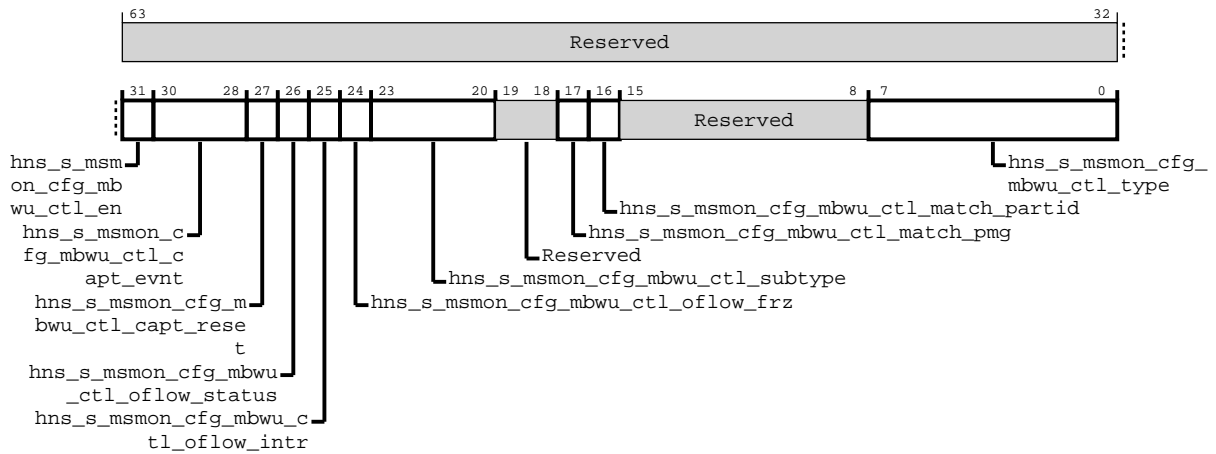 63 32
Reserved
31 30 28 27 26 25 24 23 20 19 18 17 16 15 8 7 0
Reserved
hns_s_msm
on_cfg_mb
wu_ctl_en
hns_s_msmon_cfg_
mbwu_ctl_type
hns_s_msmon_cfg_mbwu_ctl_match_partid
hns_s_msmon_c
fg_mbwu_ctl_c
apt_evnt
hns_s_msmon_cfg_mbwu_ctl_match_pmg
Reserved
hns_s_msmon_cfg_mbwu_ctl_subtype
hns_s_msmon_cfg_m
bwu_ctl_capt_rese
t
hns_s_msmon_cfg_mbwu_ctl_oflow_frz
hns_s_msmon_cfg_mbwu
_ctl_oflow_status
hns_s_msmon_cfg_mbwu_c
tl_oflow_intr